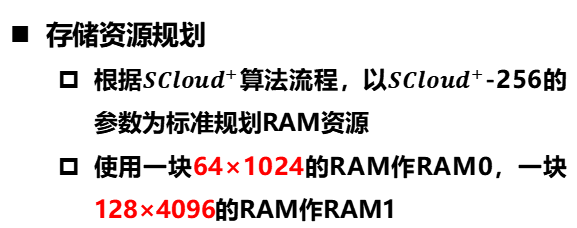 ■ 存储资源规划
根据SCloud⁺算法流程，以SCloud⁺-256的
参数为标准规划RAM资源
使用一块64×1024的RAM作RAM0，一块
128×4096的RAM作RAM1